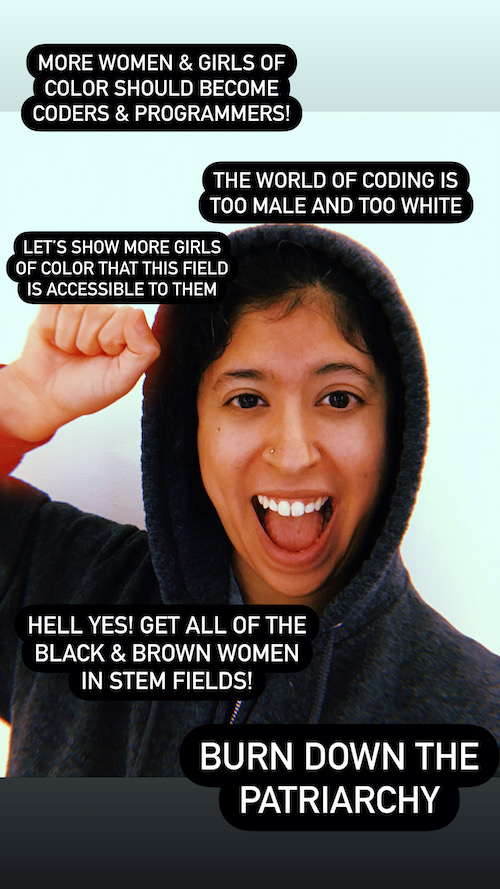 MORE WOMEN & GIRLS OF
COLOR SHOULD BECOME
CODERS & PROGRAMMERS!
THE WORLD OF CODING IS
TOO MALE AND TOO WHITE
LET'S SHOW MORE GIRLS
OF COLOR THAT THIS FIELD
IS ACCESSIBLE TO THEM
HELL YES! GET ALL OF THE
BLACK & BROWN WOMEN
IN STEM FIELDS!
BURN DOWN THE
PATRIARCHY